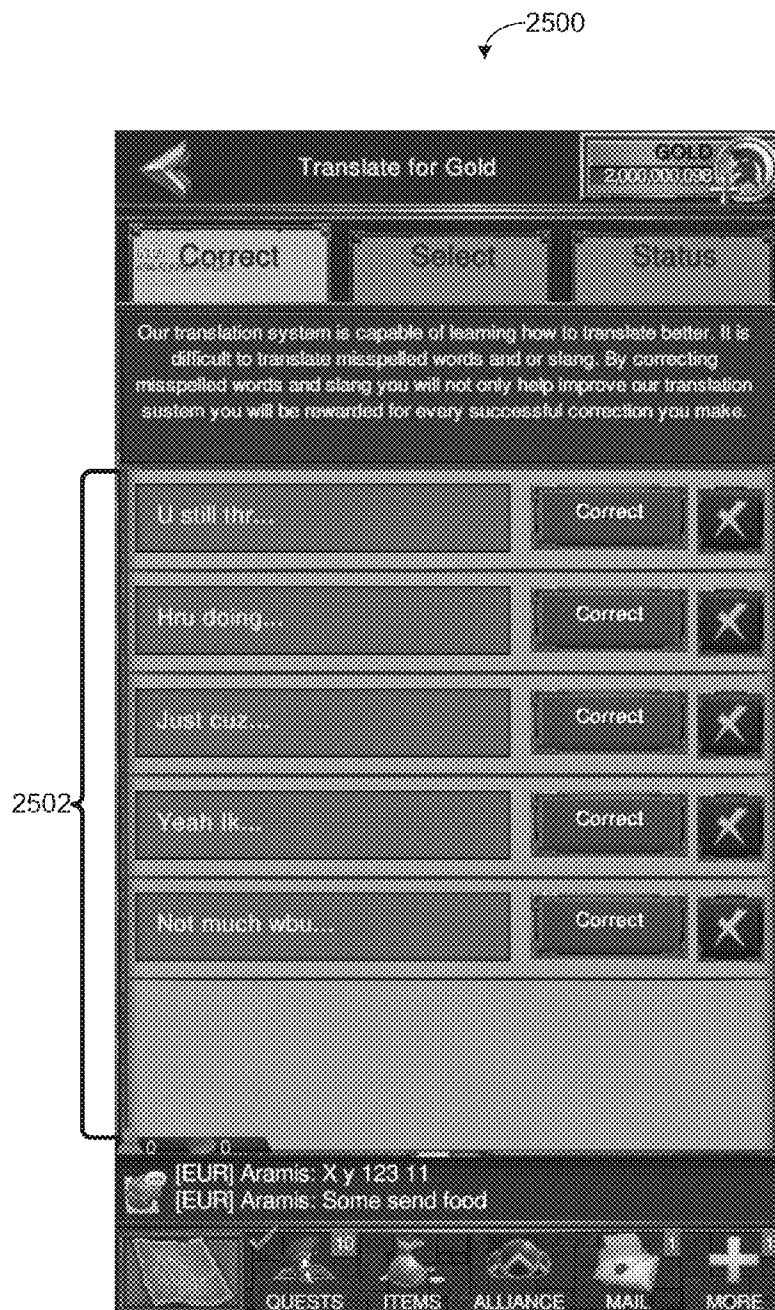 2500
Translate for Gold
GOLD
Correct
Select
Status
Our translation system is capable of learning how to translate better. It is
difficult to translate misspelled words and or slang. By correcting
misspelled words and slang you will not only help improve our translation
sustem you will be rewarded for every successful correction you make.
U still thr... Correct
Hru doing... Correct
Just cuz... Correct
2502
Yeah Ik... Correct
Not much wbu... Correct
0 0
[EUR] Aramis: X y 123 11
[EUR] Aramis: Some send food
10
QUESTS ITEMS ALLIANCE MAIL MORE